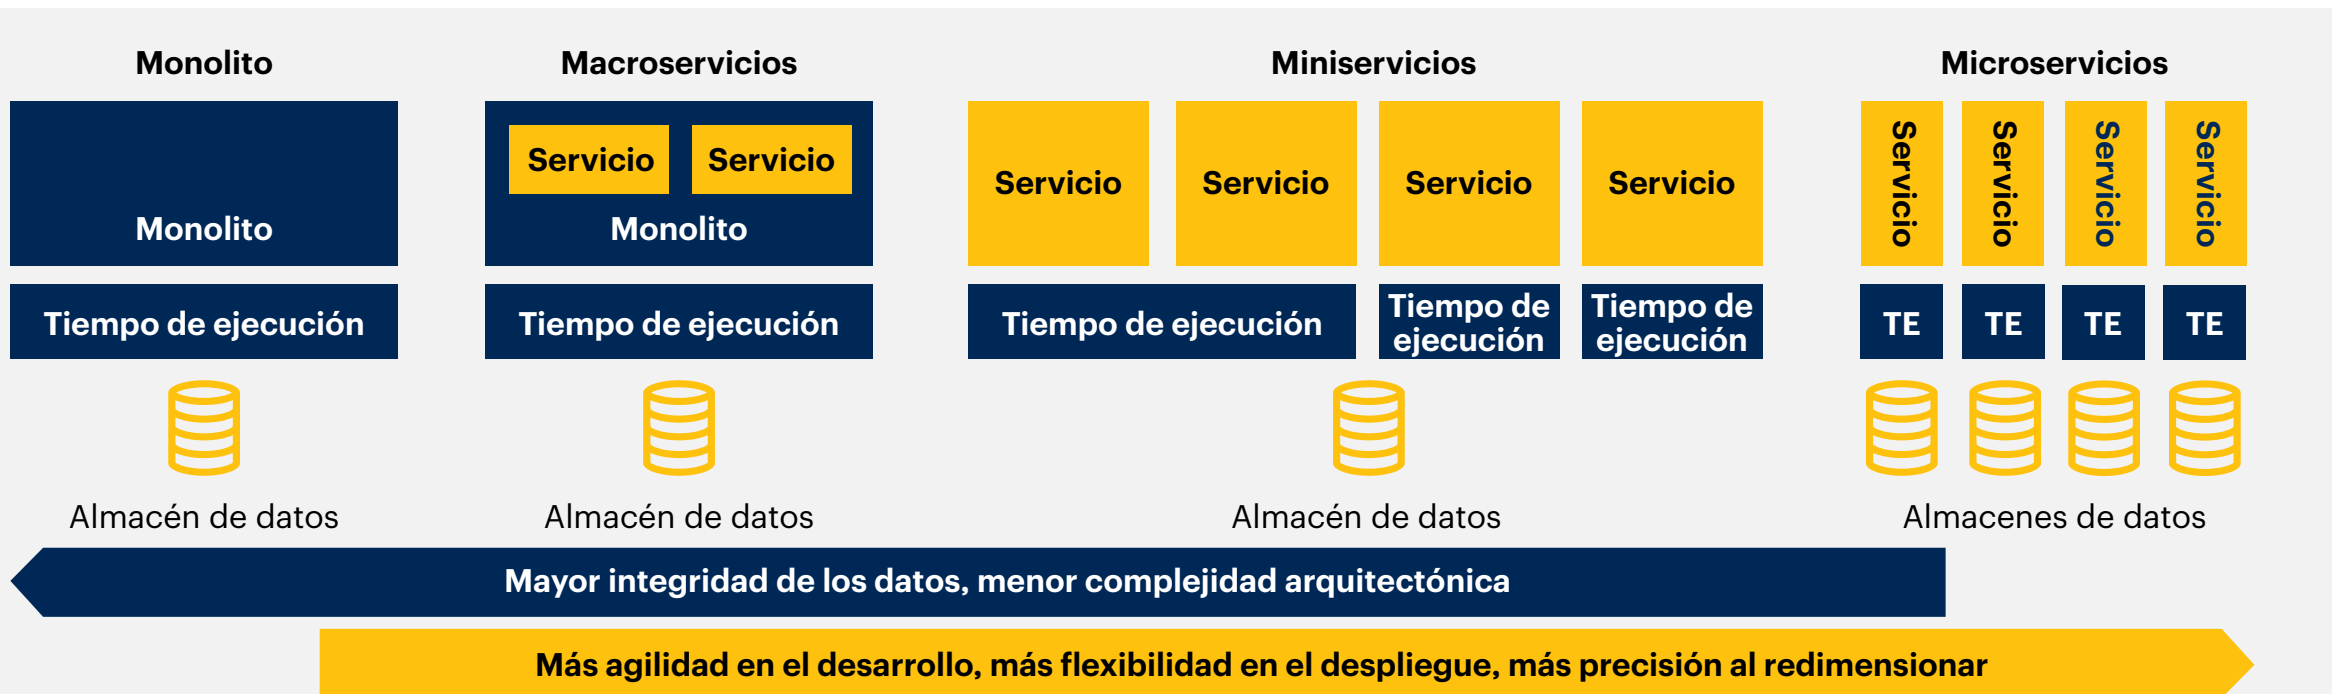 Monolito
Macroservicios
Miniservicios
Microservicios
Monolito
Servicio
Servicio
Monolito
Servicio
Servicio
Servicio
Servicio
Servicio
Servicio
Servicio
Servicio
Tiempo de ejecución
Tiempo de ejecución
Tiempo de ejecución
Tiempo de
ejecución
Tiempo de
ejecución
TE
TE
TE
TE
Almacén de datos
Almacén de datos
Almacén de datos
Almacenes de datos
Mayor integridad de los datos, menor complejidad arquitectónica
Más agilidad en el desarrollo, más flexibilidad en el despliegue, más precisión al redimensionar